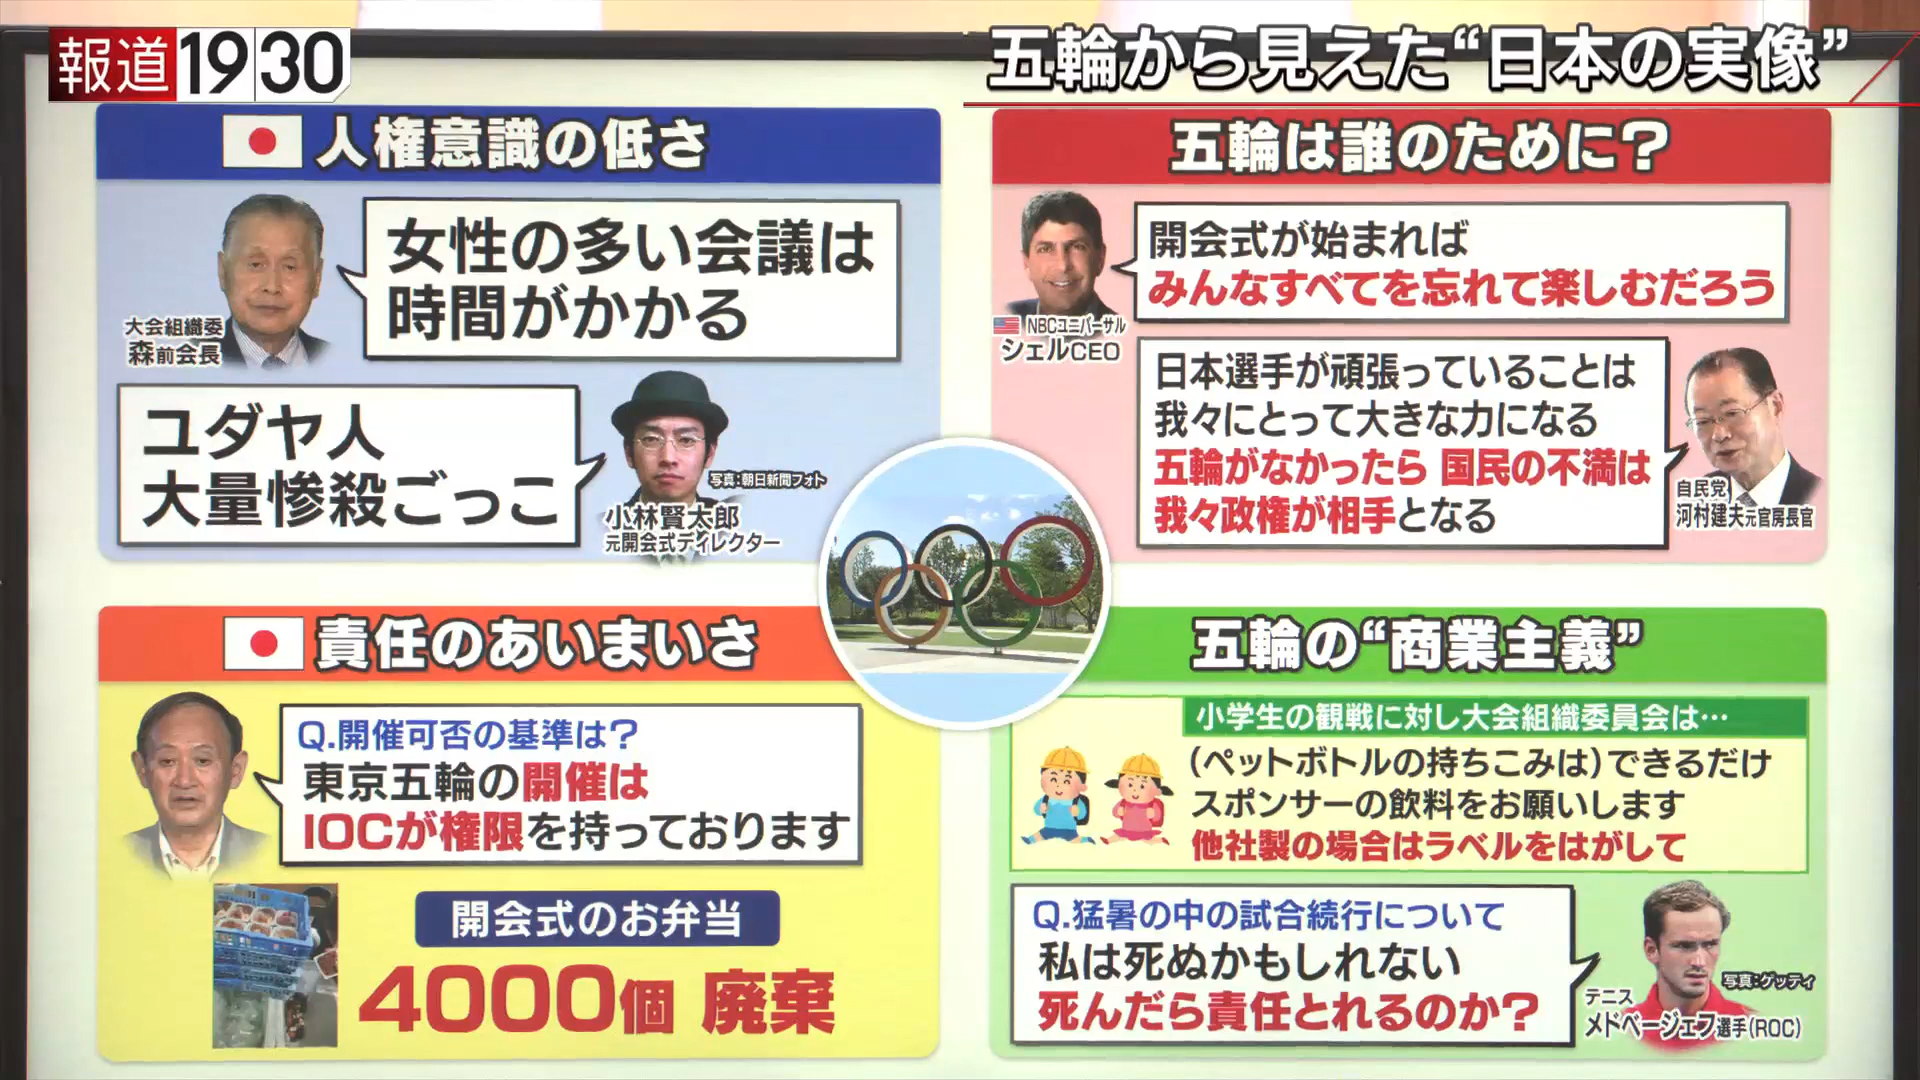 報道 19 30
五輪から見えた“日本の実像”
人権意識の低さ
女性の多い会議は
時間がかかる
大会組織委
森前会長
ユダヤ人
大量惨殺ごっこ
写真:朝日新聞フォト
小林賢太郎
元開会式ディレクター
五輪は誰のために?
開会式が始まれば
みんなすべてを忘れて楽しむだろう
NBCユニバーサル
シェルCEO
日本選手が頑張っていることは
我々にとって大きな力になる
五輪がなかったら 国民の不満は
我々政権が相手となる
自民党
河村建夫元官房長官
責任のあいまいさ
Q.開催可否の基準は?
東京五輪の開催は
IOCが権限を持っております
開会式のお弁当
4000個 廃棄
五輪の“商業主義”
小学生の観戦に対し大会組織委員会は…
(ペットボトルの持ちこみは)できるだけ
スポンサーの飲料をお願いします
他社製の場合はラベルをはがして
Q.猛暑の中の試合続行について
私は死ぬかもしれない
死んだら責任とれるのか?
写真:ゲッティ
テニス
メドベージェフ選手(ROC)